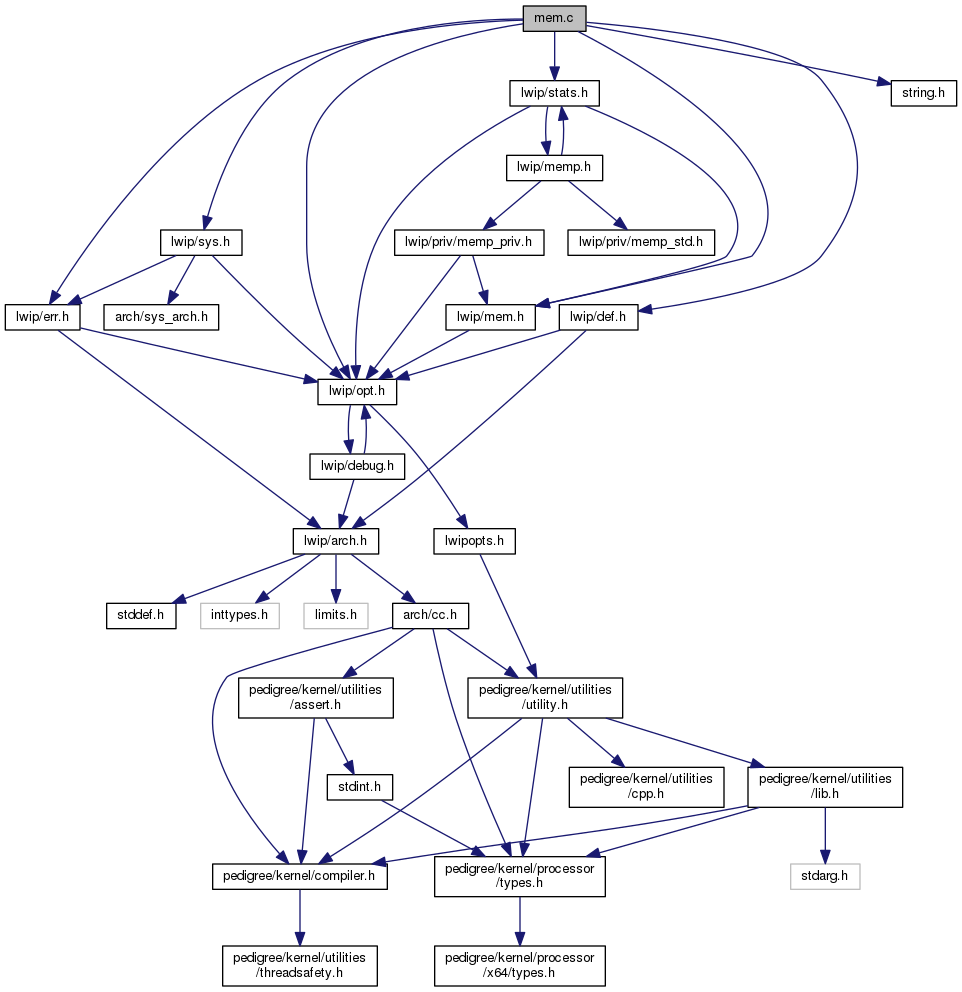 mem.c
lwip/stats.h
string.h
lwip/memp.h
lwip/sys.h
lwip/priv/memp_priv.h
lwip/priv/memp_std.h
lwip/err.h
arch/sys_arch.h
lwip/mem.h
lwip/def.h
lwip/opt.h
lwip/debug.h
lwip/arch.h
lwipopts.h
stddef.h
inttypes.h
limits.h
arch/cc.h
pedigree/kernel/utilities
/assert.h
pedigree/kernel/utilities
/utility.h
stdint.h
pedigree/kernel/utilities
/cpp.h
pedigree/kernel/utilities
/lib.h
pedigree/kernel/compiler.h
pedigree/kernel/processor
/types.h
stdarg.h
pedigree/kernel/utilities
/threadsafety.h
pedigree/kernel/processor
/x64/types.h